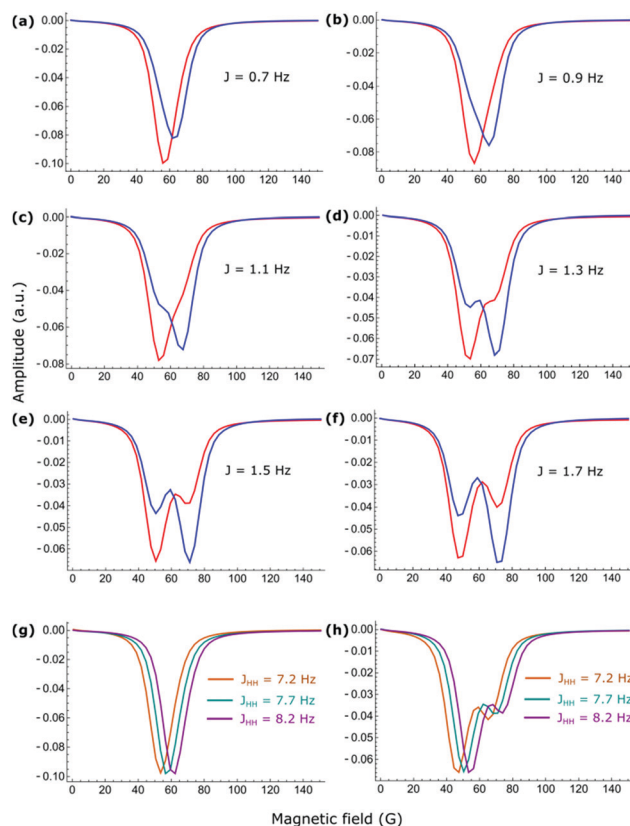 (a)
0.00
- 0.02
- 0.04
- 0.06
- 0.08
- 0.10
J = 0.7 Hz
0 20 40 60 80 100 120 140
(b)
0.00
- 0.02
- 0.04
- 0.06
- 0.08
J = 0.9 Hz
0 20 40 60 80 100 120 140
(c)
0.00
- 0.02
- 0.04
- 0.06
- 0.08
J = 1.1 Hz
0 20 40 60 80 100 120 140
(d)
0.00
- 0.01
- 0.02
- 0.03
- 0.04
- 0.05
- 0.06
- 0.07
J = 1.3 Hz
0 20 40 60 80 100 120 140
Amplitude (a.u.)
(e)
0.00
- 0.01
- 0.02
- 0.03
- 0.04
- 0.05
- 0.06
J = 1.5 Hz
0 20 40 60 80 100 120 140
(f)
0.00
- 0.01
- 0.02
- 0.03
- 0.04
- 0.05
- 0.06
J = 1.7 Hz
0 20 40 60 80 100 120 140
(g)
0.00
- 0.02
- 0.04
- 0.06
- 0.08
- 0.10
JHH = 7.2 Hz
JHH = 7.7 Hz
JHH = 8.2 Hz
0 20 40 60 80 100 120 140
(h)
0.00
- 0.01
- 0.02
- 0.03
- 0.04
- 0.05
- 0.06
JHH = 7.2 Hz
JHH = 7.7 Hz
JHH = 8.2 Hz
0 20 40 60 80 100 120 140
Magnetic field (G)